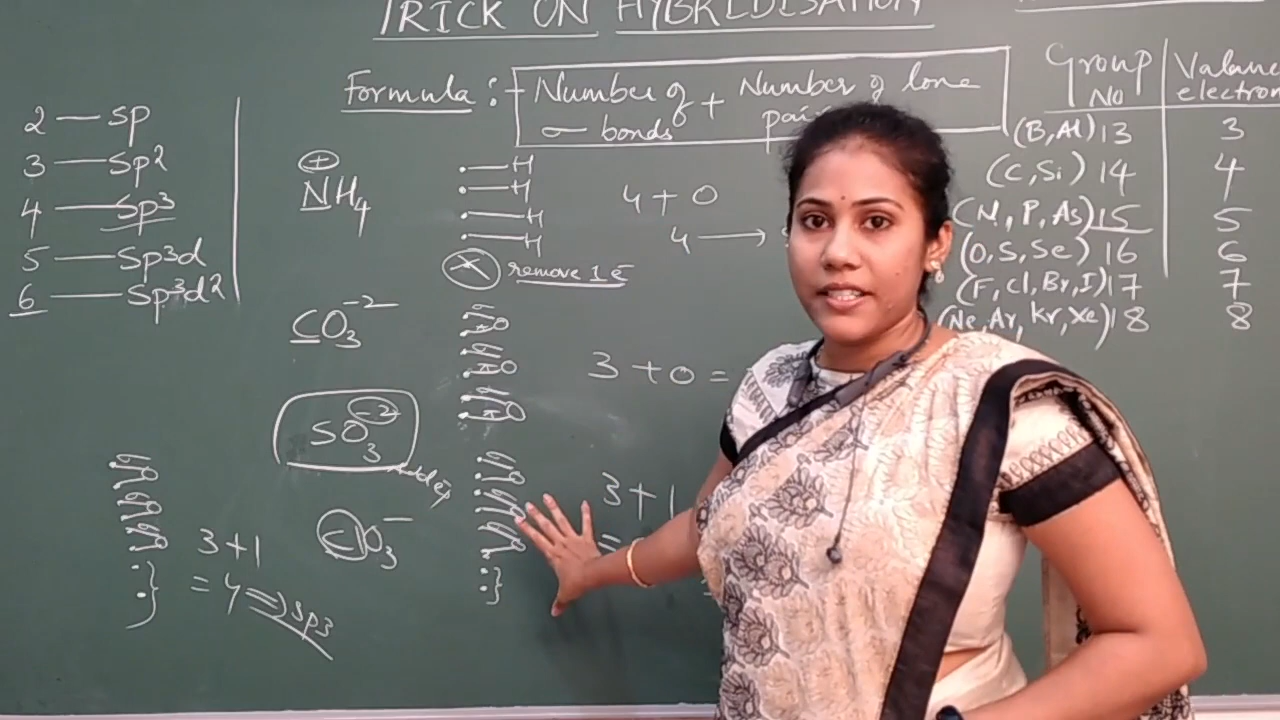 TRICK ON HYBRIDISATION
Formula :- Number of σ bonds + Number of lone
Group No Valance electron
2 — sp
3 — sp2
4 — sp3
5 — sp3d
6 — sp3d2
(B, Al) 13 3
(C, Si) 14 4
(N, P, As) 15 5
(O, S, Se) 16 6
(F, Cl, Br, I) 17 7
(Ne, Ar, Kr, Xe) 18 8
NH4 +
H
H
H
H
4 + 0
4 →
remove 1 e-
CO3 -2
O
O
O
3 + 0 =
SO3 -2
3 + 1
=
O3 -
3 + 1
= 4 ⇒ sp3